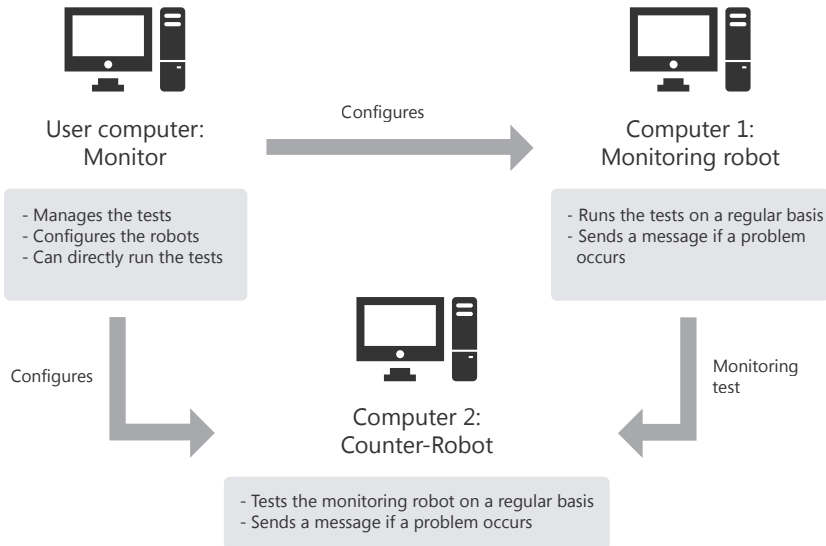 User computer:
Monitor
Configures
Computer 1:
Monitoring robot
- Manages the tests
- Configures the robots
- Can directly run the tests
- Runs the tests on a regular basis
- Sends a message if a problem
occurs
Configures
Monitoring
test
Computer 2:
Counter-Robot
- Tests the monitoring robot on a regular basis
- Sends a message if a problem occurs